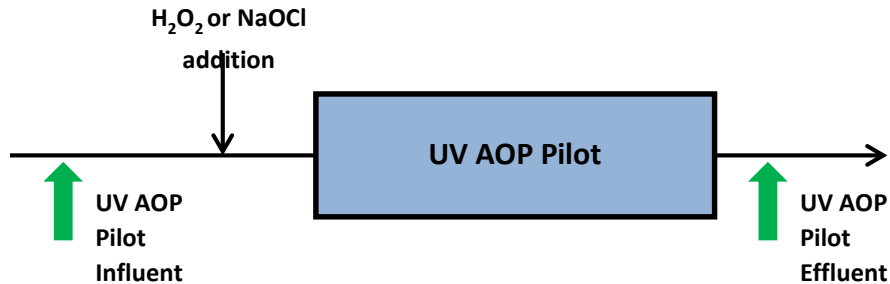 H₂O₂ or NaOCl
addition
UV AOP Pilot
UV AOP
Pilot
Influent
UV AOP
Pilot
Effluent